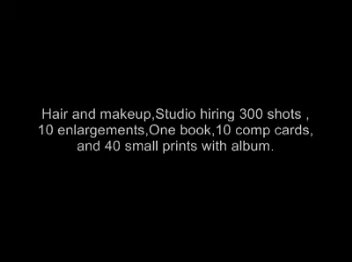 Hair and makeup,Studio hiring 300 shots ,
10 enlargements,One book,10 comp cards,
and 40 small prints with album.